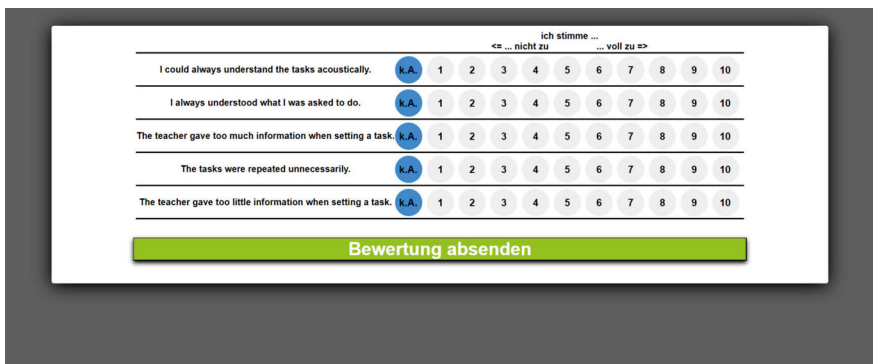 ich stimme ...
<= ... nicht zu ... voll zu =>
I could always understand the tasks acoustically. k.A. 1 2 3 4 5 6 7 8 9 10
I always understood what I was asked to do. k.A. 1 2 3 4 5 6 7 8 9 10
The teacher gave too much information when setting a task. k.A. 1 2 3 4 5 6 7 8 9 10
The tasks were repeated unnecessarily. k.A. 1 2 3 4 5 6 7 8 9 10
The teacher gave too little information when setting a task. k.A. 1 2 3 4 5 6 7 8 9 10
Bewertung absenden